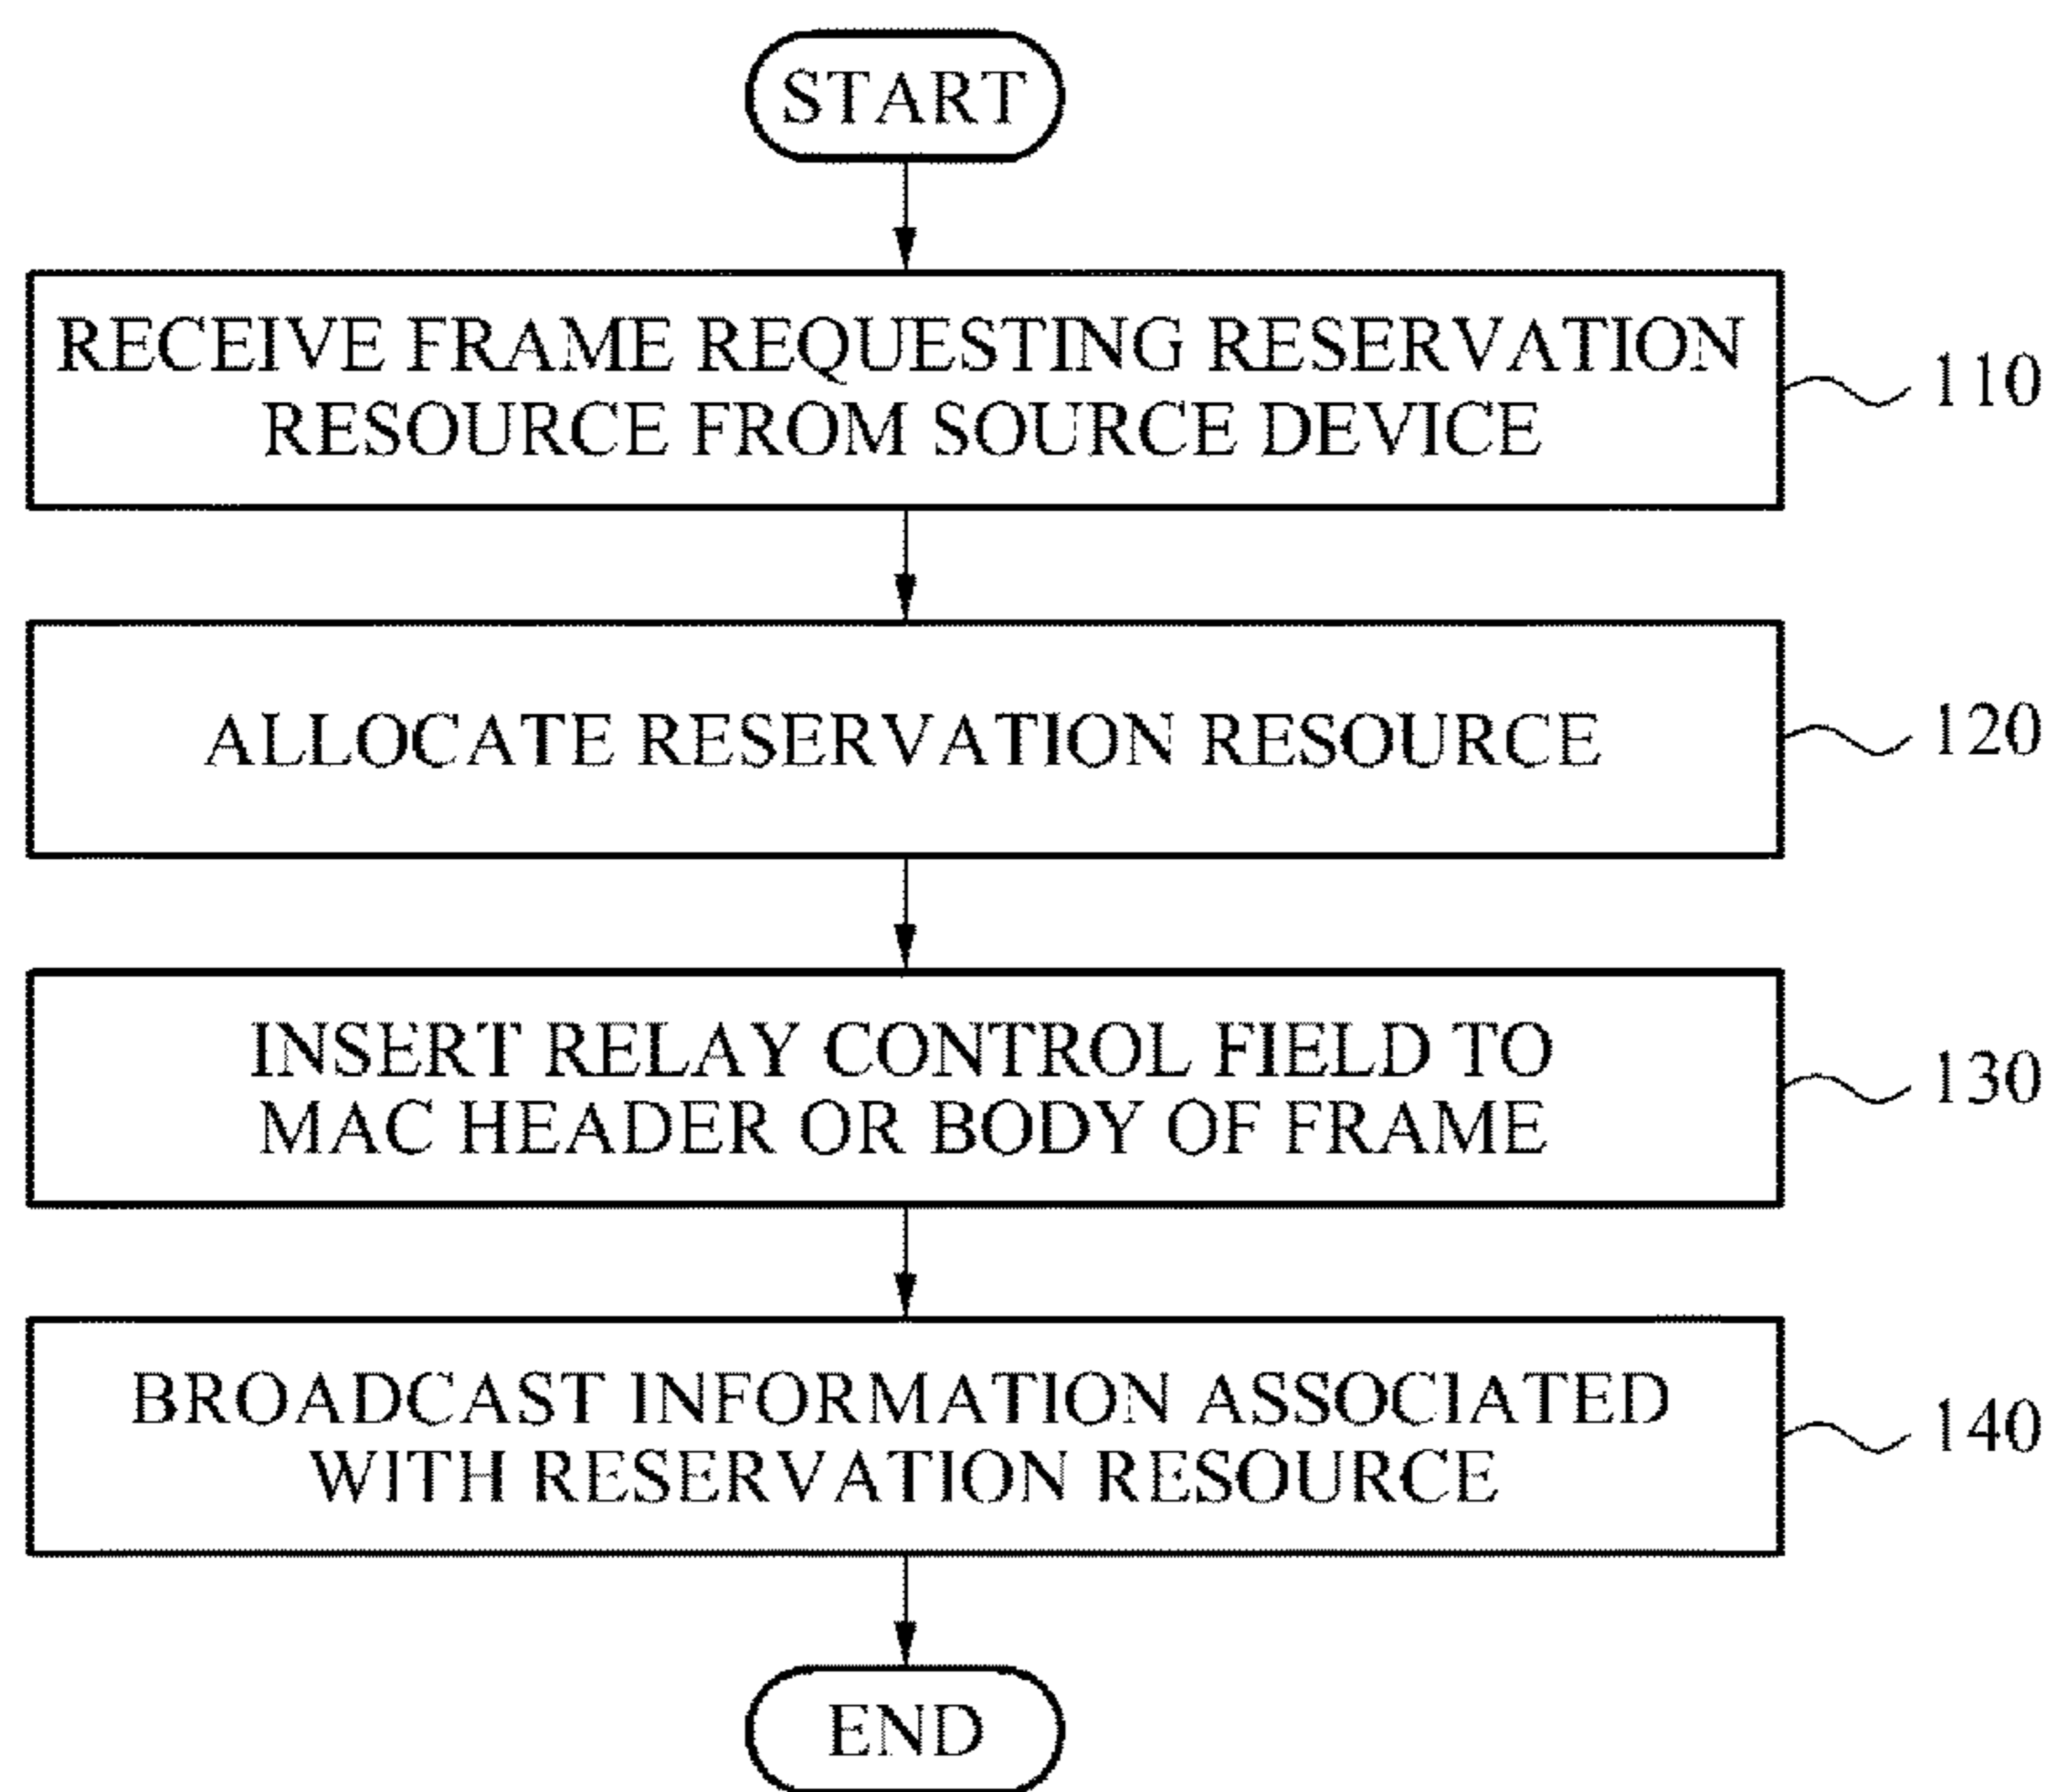 START
RECEIVE FRAME REQUESTING RESERVATION
RESOURCE FROM SOURCE DEVICE
110
ALLOCATE RESERVATION RESOURCE
120
INSERT RELAY CONTROL FIELD TO
MAC HEADER OR BODY OF FRAME
130
BROADCAST INFORMATION ASSOCIATED
WITH RESERVATION RESOURCE
140
END